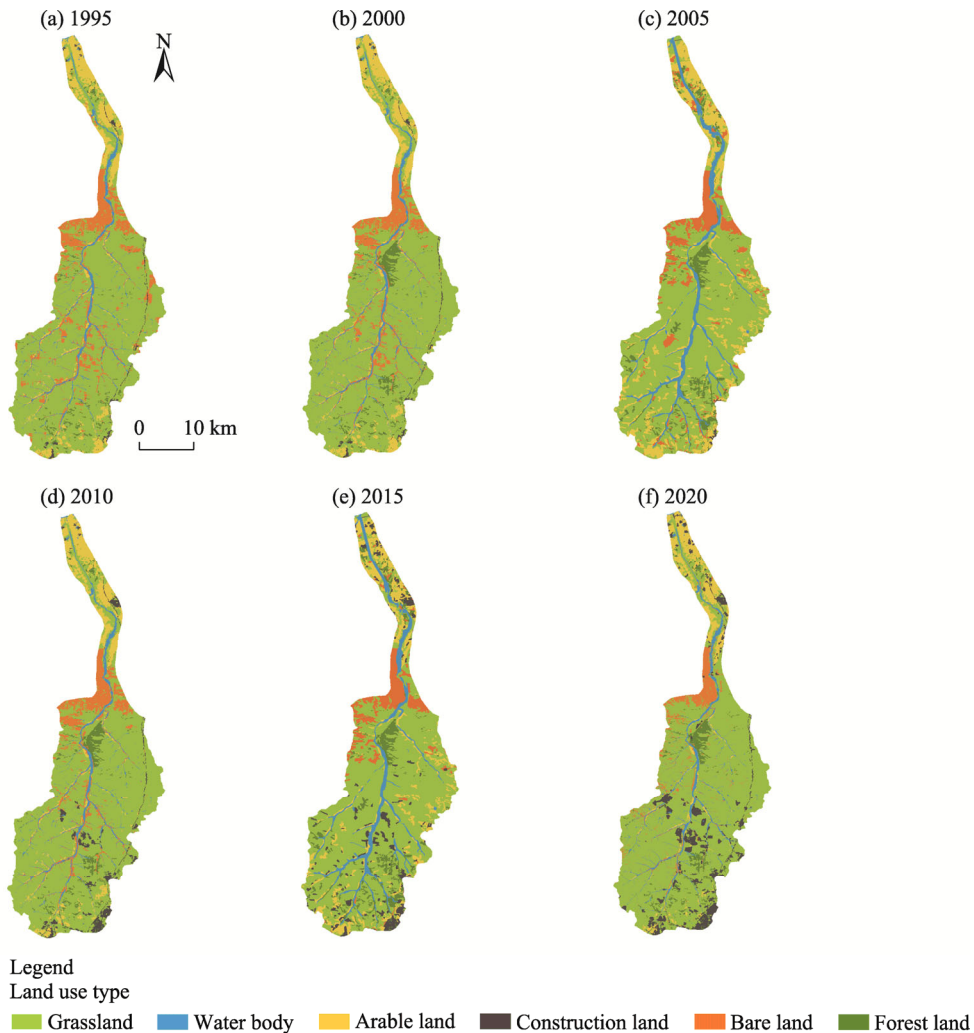 (a) 1995
(b) 2000
(c) 2005
N
0 10 km
(d) 2010
(e) 2015
(f) 2020
Legend
Land use type
Grassland Water body Arable land Construction land Bare land Forest land